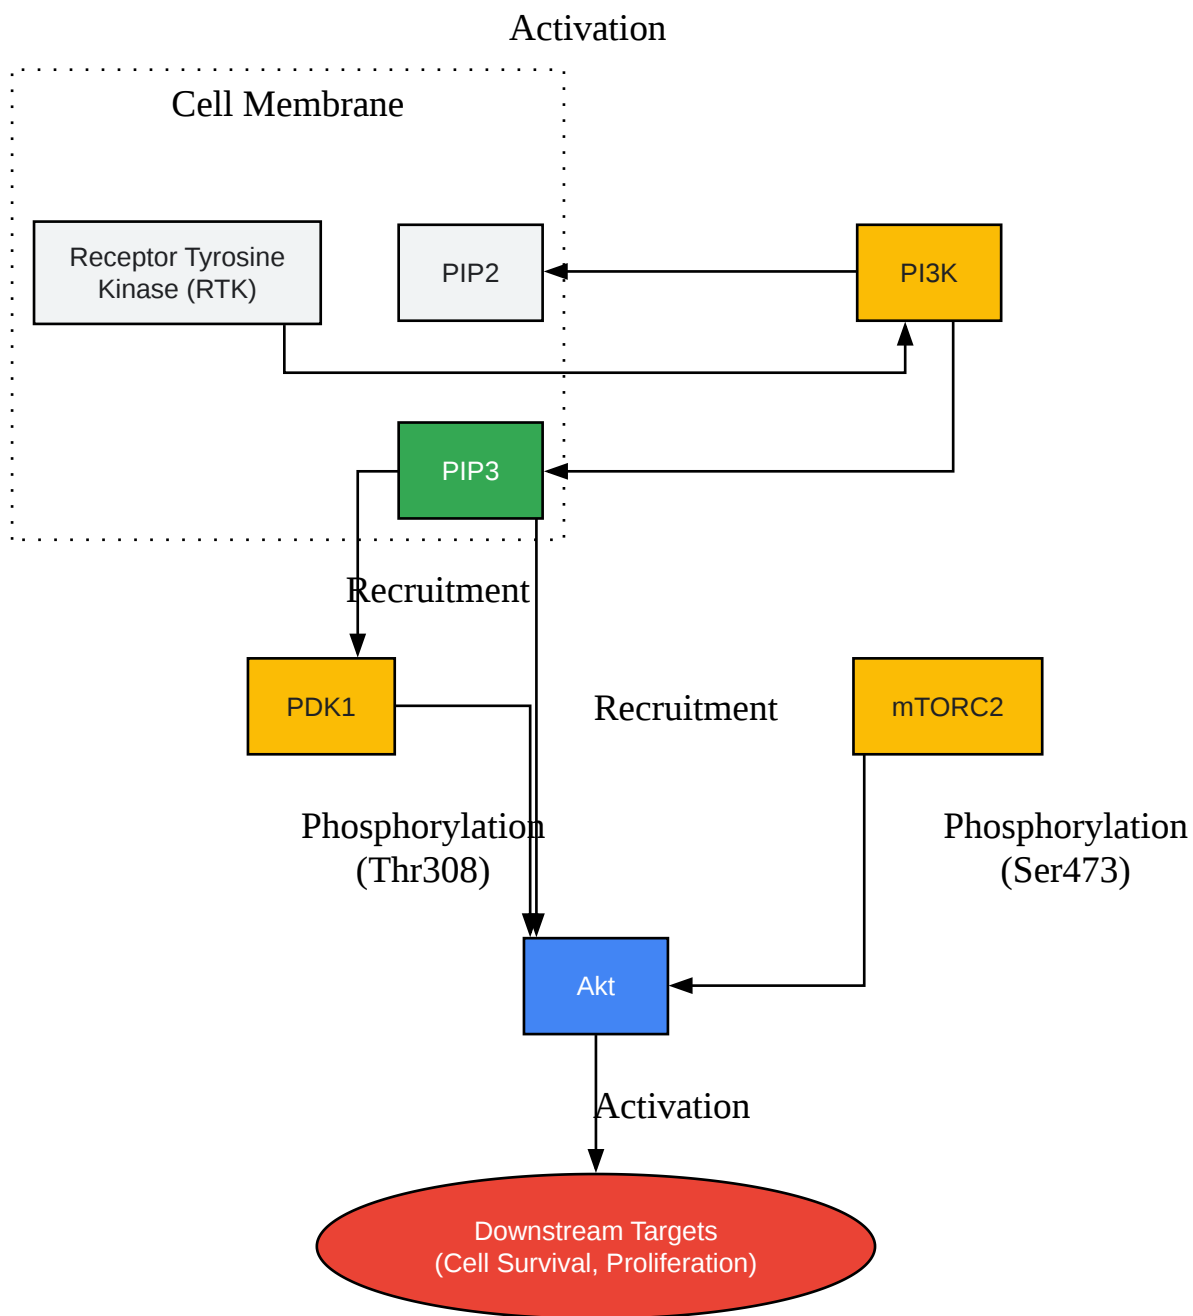 Activation
Cell Membrane
Receptor Tyrosine
Kinase (RTK)
PIP2
PI3K
PIP3
Recruitment
PDK1
Recruitment
mTORC2
Phosphorylation
(Thr308)
Phosphorylation
(Ser473)
Akt
Activation
Downstream Targets
(Cell Survival, Proliferation)